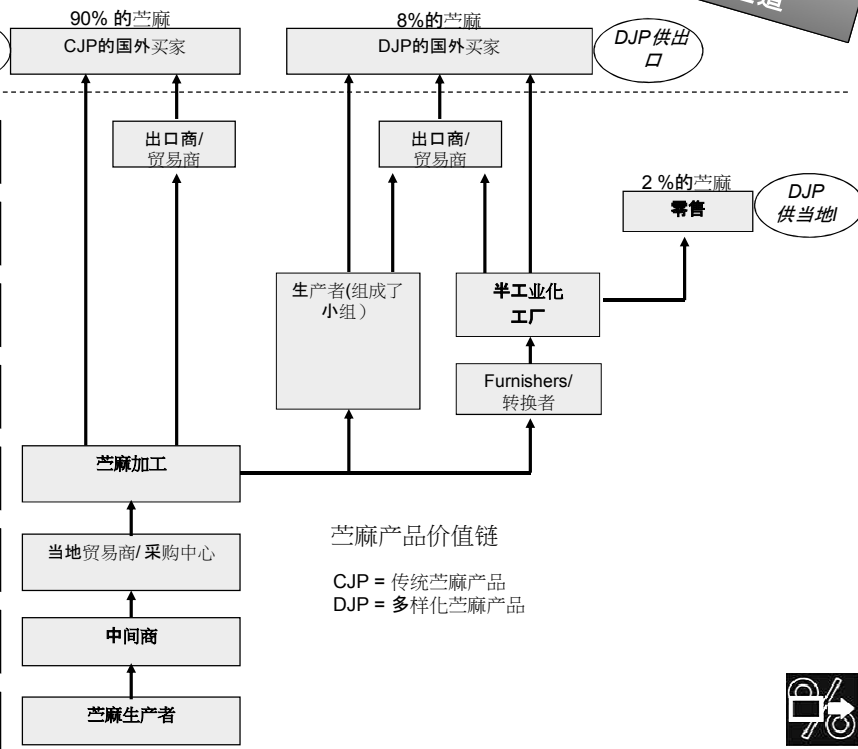 道
90% 的苎麻
8%的苎麻
CJP的国外买家
DJP的国外买家
DJP供出
口
出口商/
贸易商
出口商/
贸易商
2 %的苎麻
零售
DJP
供当地l
生产者(组成了
小组 )
半工业化
工厂
Furnishers/
转换者
苎麻加工
当地贸易商/ 采购中心
苎麻产品价值链
CJP = 传统苎麻产品
DJP = 多样化苎麻产品
中间商
苎麻生产者